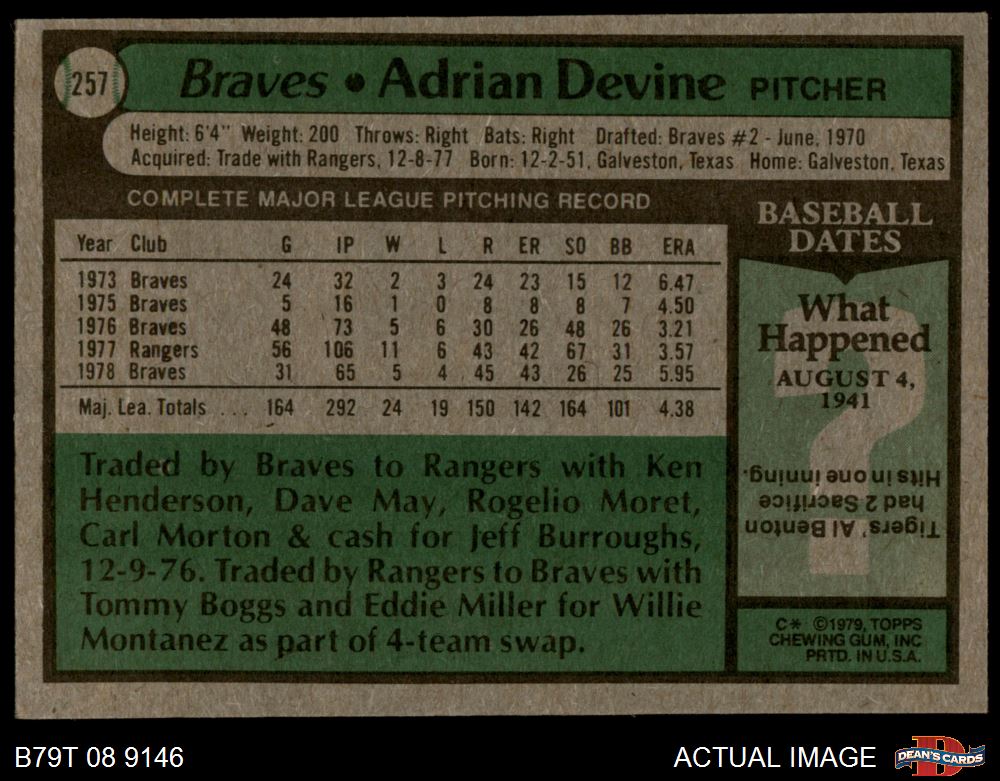 257
Braves • Adrian Devine PITCHER
Height: 6'4" Weight: 200 Throws: Right Bats: Right Drafted: Braves #2 - June, 1970
Acquired: Trade with Rangers, 12-8-77 Born: 12-2-51, Galveston, Texas Home: Galveston, Texas
COMPLETE MAJOR LEAGUE PITCHING RECORD
Year Club G IP W L R ER SO BB ERA
1973 Braves 24 32 2 3 24 23 15 12 6.47
1975 Braves 5 16 1 0 8 8 8 7 4.50
1976 Braves 48 73 5 6 30 26 48 26 3.21
1977 Rangers 56 106 11 6 43 42 67 31 3.57
1978 Braves 31 65 5 4 45 43 26 25 5.95
Maj. Lea. Totals ... 164 292 24 19 150 142 164 101 4.38
Traded by Braves to Rangers with Ken
Henderson, Dave May, Rogelio Moret,
Carl Morton & cash for Jeff Burroughs,
12-9-76. Traded by Rangers to Braves with
Tommy Boggs and Eddie Miller for Willie
Montanez as part of 4-team swap.
BASEBALL
DATES
What
Happened
AUGUST 4,
1941
?
Tigers' Al Benton
had 2 Sacrifice
Hits in one inning.
C* ©1979, TOPPS
CHEWING GUM, INC
PRTD. IN U.S.A.
B79T 08 9146
ACTUAL IMAGE
D
DEAN'S CARDS